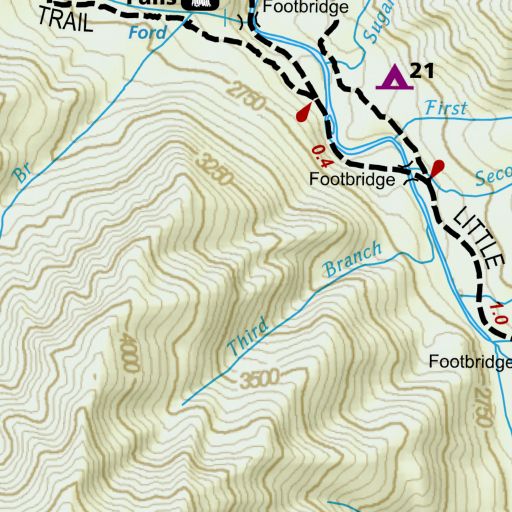 Falls
Footbridge
TRAIL
Ford
Sugar
21
2750
First
0.4
3250
Br
Footbridge
Seco
LITTLE
Branch
Third
1.0
4000
Footbridge
3500
2750